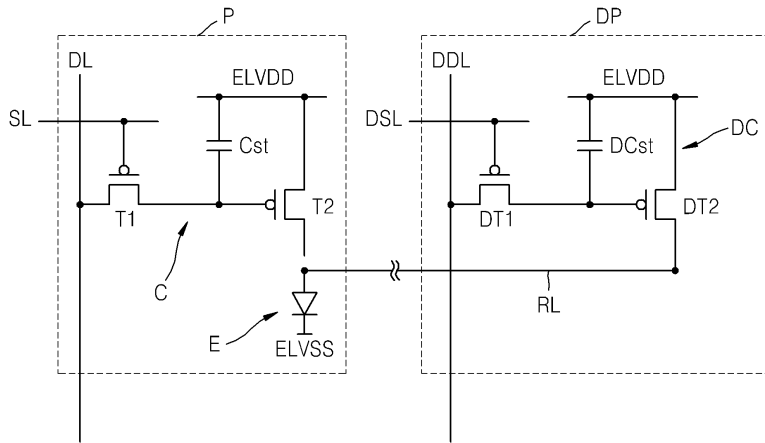 P
DP
DL
DDL
ELVDD
ELVDD
SL
DSL
DC
Cst
DCst
T1
T2
DT1
DT2
C
RL
E
ELVSS